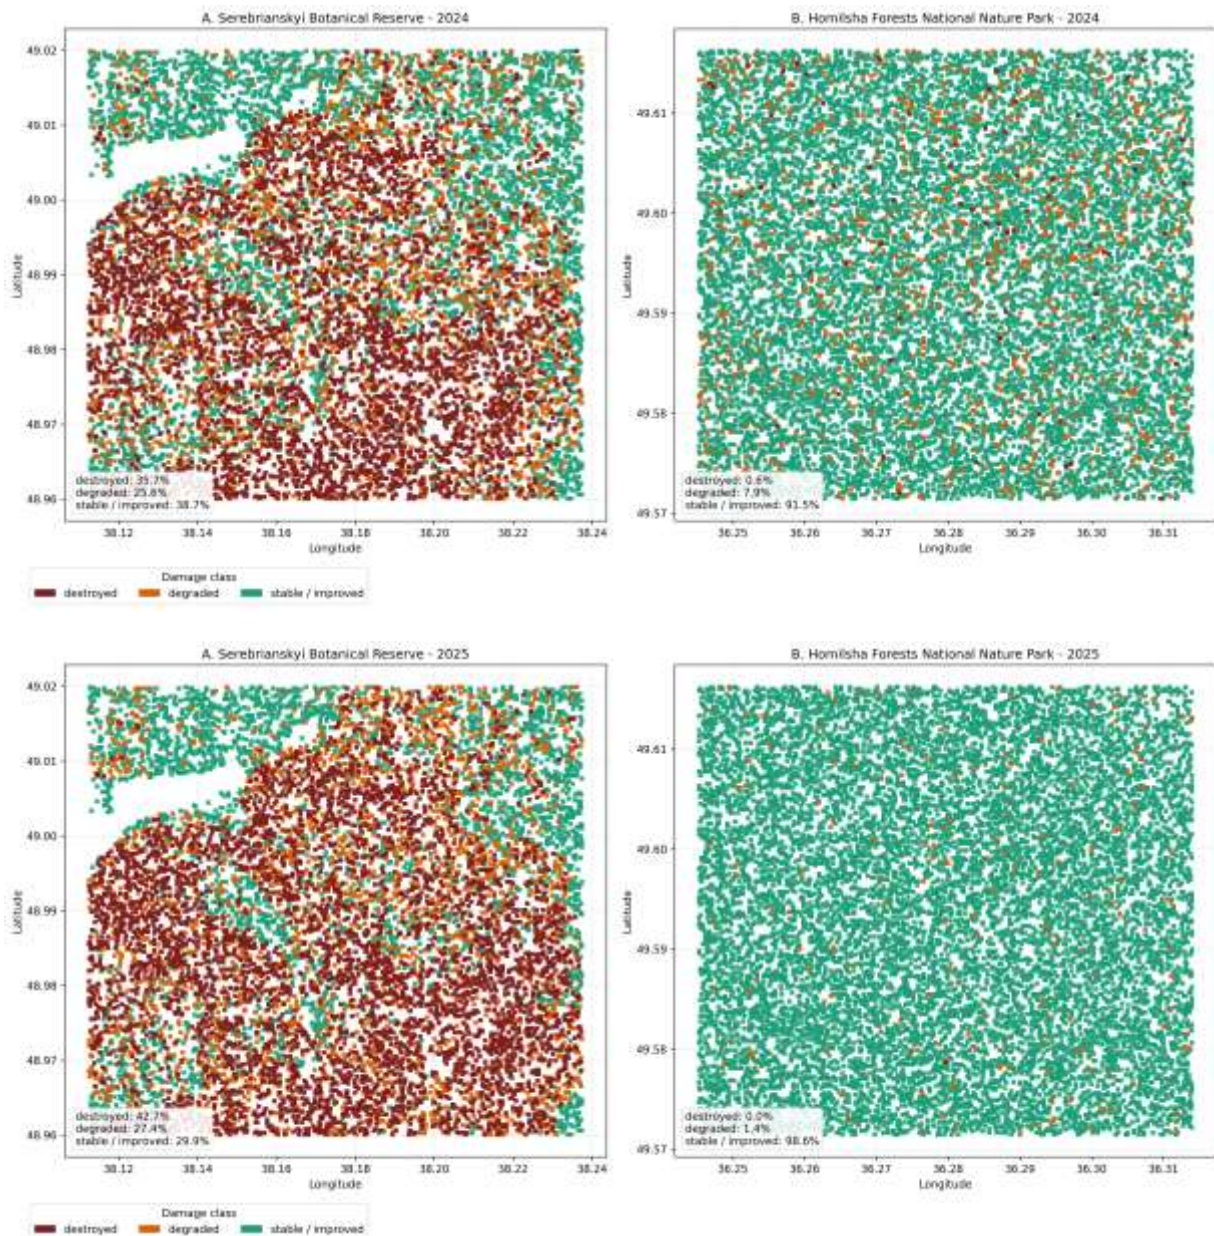 A. Serebrianskyi Botanical Reserve - 2024
49.02
49.01
49.00
48.99
48.98
48.97
48.96
Latitude
destroyed: 35.7%
degraded: 25.6%
stable / improved: 38.7%
38.12
38.14
38.16
38.18
38.20
38.22
38.24
Longitude
B. Homilsha Forests National Nature Park - 2024
49.61
49.60
49.59
49.58
49.57
Latitude
destroyed: 0.6%
degraded: 7.9%
stable / improved: 91.5%
36.25
36.26
36.27
36.28
36.29
36.30
36.31
Longitude
Damage class
destroyed
degraded
stable / improved
A. Serebrianskyi Botanical Reserve - 2025
49.02
49.01
49.00
48.99
48.98
48.97
48.96
Latitude
destroyed: 42.7%
degraded: 27.4%
stable / improved: 29.9%
38.12
38.14
38.16
38.18
38.20
38.22
38.24
Longitude
B. Homilsha Forests National Nature Park - 2025
49.61
49.60
49.59
49.58
49.57
Latitude
destroyed: 0.0%
degraded: 1.4%
stable / improved: 98.6%
36.25
36.26
36.27
36.28
36.29
36.30
36.31
Longitude
Damage class
destroyed
degraded
stable / improved